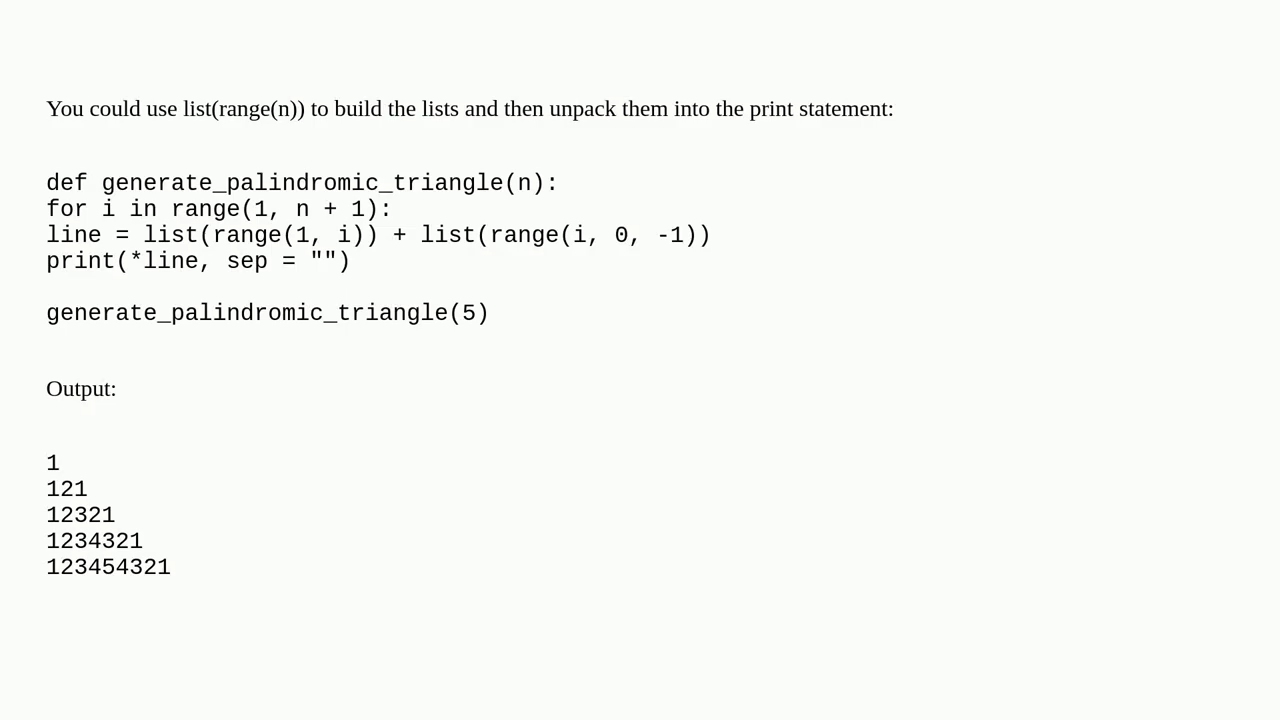 You could use list(range(n)) to build the lists and then unpack them into the print statement:
def generate_palindromic_triangle(n):
for i in range(1, n + 1):
line = list(range(1, i)) + list(range(i, 0, -1))
print(*line, sep = "")
generate_palindromic_triangle(5)
Output:
1
121
12321
1234321
123454321